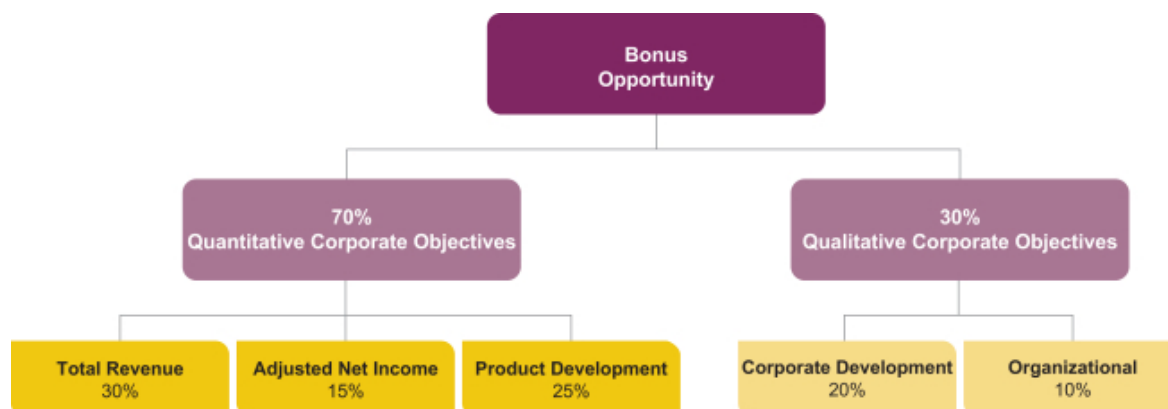 Bonus
Opportunity
70%
Quantitative Corporate Objectives
30%
Qualitative Corporate Objectives
Total Revenue
30%
Adjusted Net Income
15%
Product Development
25%
Corporate Development
20%
Organizational
10%